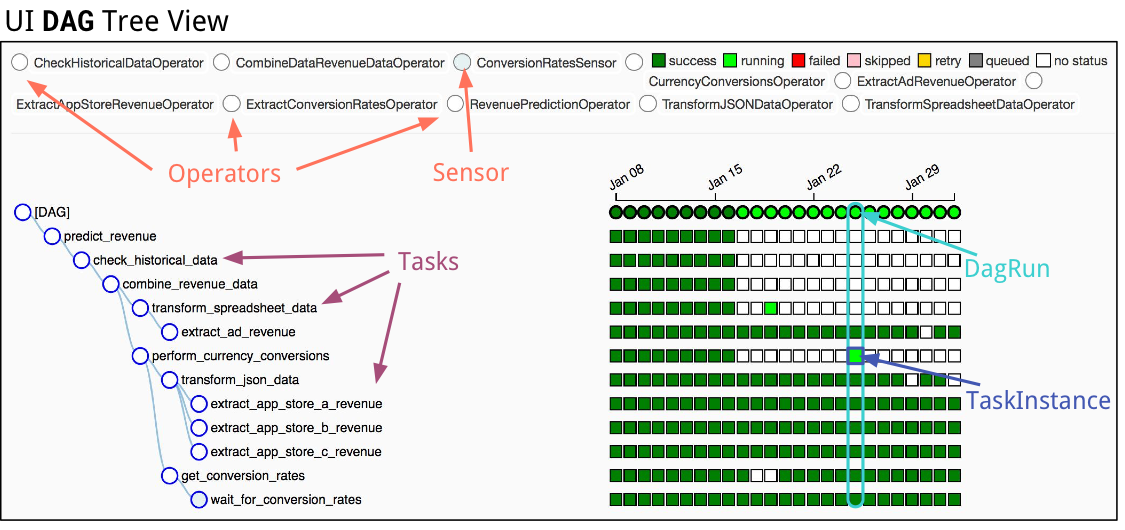 UI DAG Tree View
CheckHistoricalDataOperator CombineDataRevenueDataOperator ConversionRatesSensor success running failed skipped retry queued no status
CurrencyConversionsOperator ExtractAdRevenueOperator
ExtractAppStoreRevenueOperator ExtractConversionRatesOperator RevenuePredictionOperator TransformJSONDataOperator TransformSpreadsheetDataOperator
Operators
Sensor
Jan 08 Jan 15 Jan 22 Jan 29
[DAG]
predict_revenue
check_historical_data
Tasks
DagRun
combine_revenue_data
transform_spreadsheet_data
extract_ad_revenue
perform_currency_conversions
transform_json_data
TaskInstance
extract_app_store_a_revenue
extract_app_store_b_revenue
extract_app_store_c_revenue
get_conversion_rates
wait_for_conversion_rates